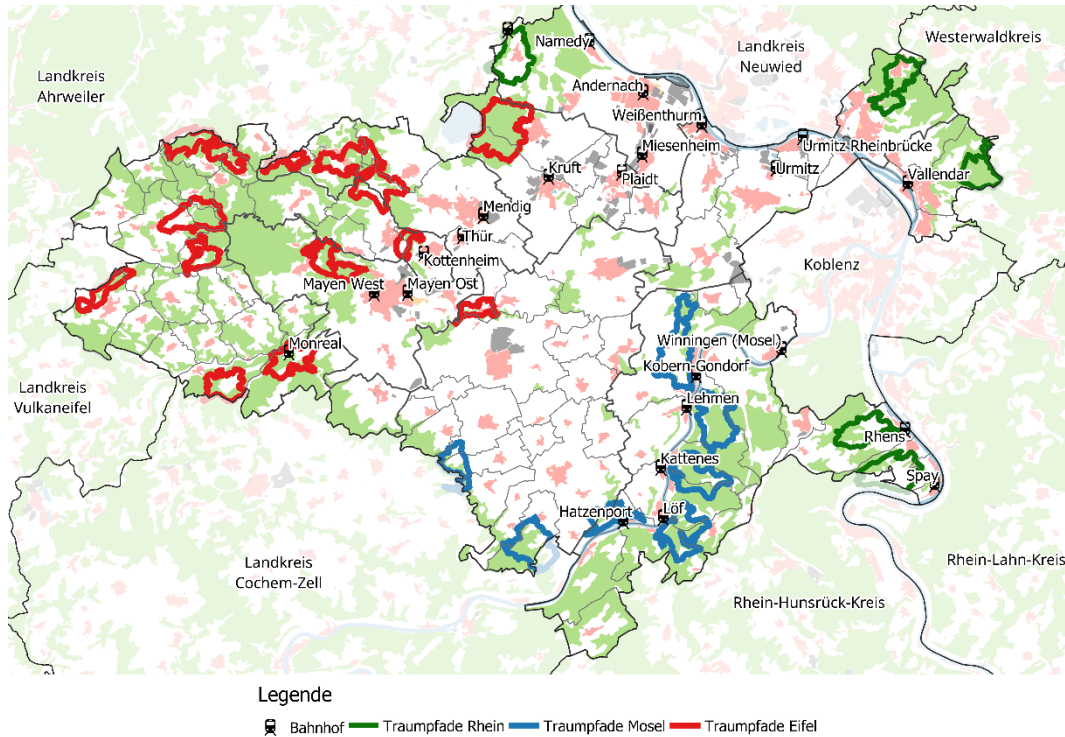 Westerwaldkreis
Namedy
Landkreis
Neuwied
Landkreis
Ahrweiler
Andernach
Weißenthurm
Miesenheim
Urmitz-Rheinbrücke
Kruft
Plaidt
Urmitz
Vallendar
Mendig
Thür
Kottenheim
Koblenz
Mayen West
Mayen Ost
Winningen (Mosel)
Monreal
Kobern-Gondorf
Landkreis
Vulkaneifel
Lehmen
Rhens
Kattenes
Spay
Hatzenport
Löf
Landkreis
Cochem-Zell
Rhein-Lahn-Kreis
Rhein-Hunsrück-Kreis
Legende
Bahnhof Traumpfade Rhein Traumpfade Mosel Traumpfade Eifel